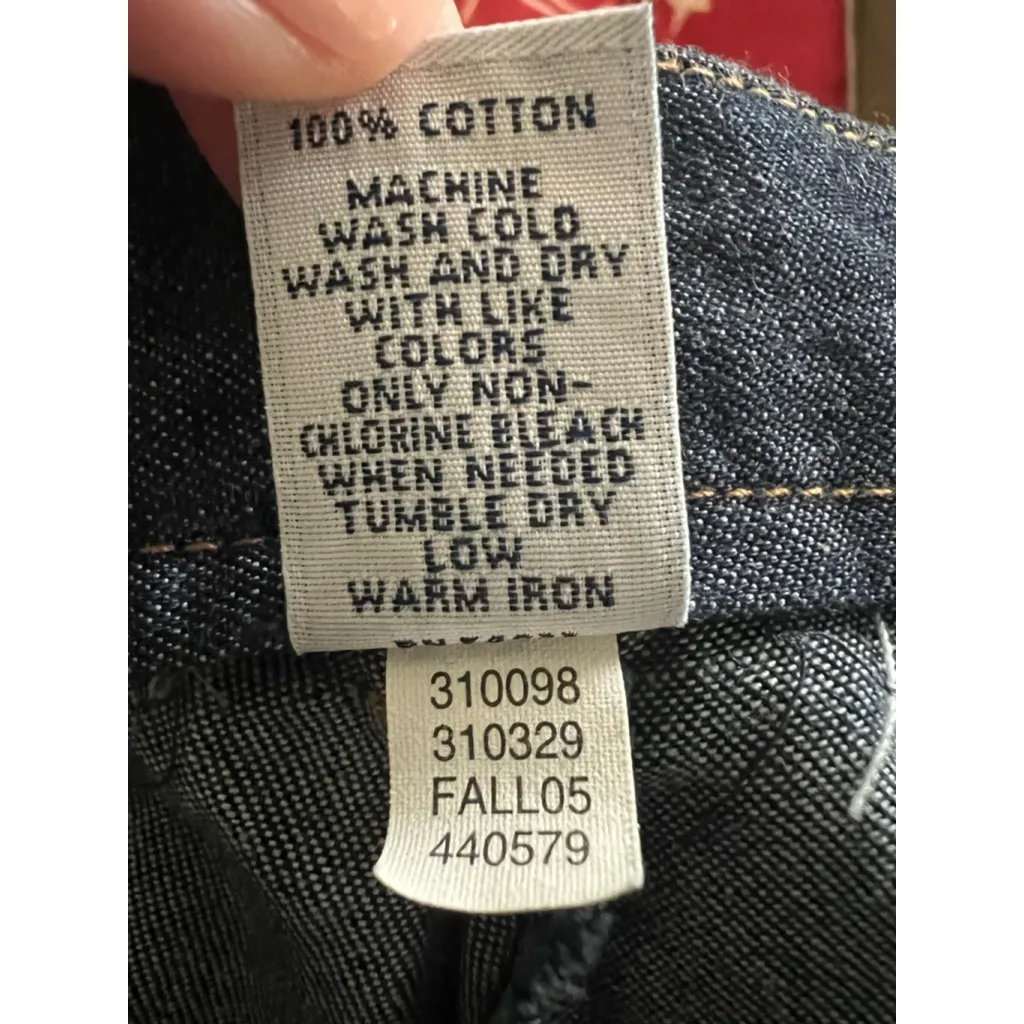 100% COTTON
MACHINE
WASH COLD
WASH AND DRY
WITH LIKE
COLORS
ONLY NON-
CHLORINE BLEACH
WHEN NEEDED
TUMBLE DRY
LOW
WARM IRON
310098
310329
FALL05
440579